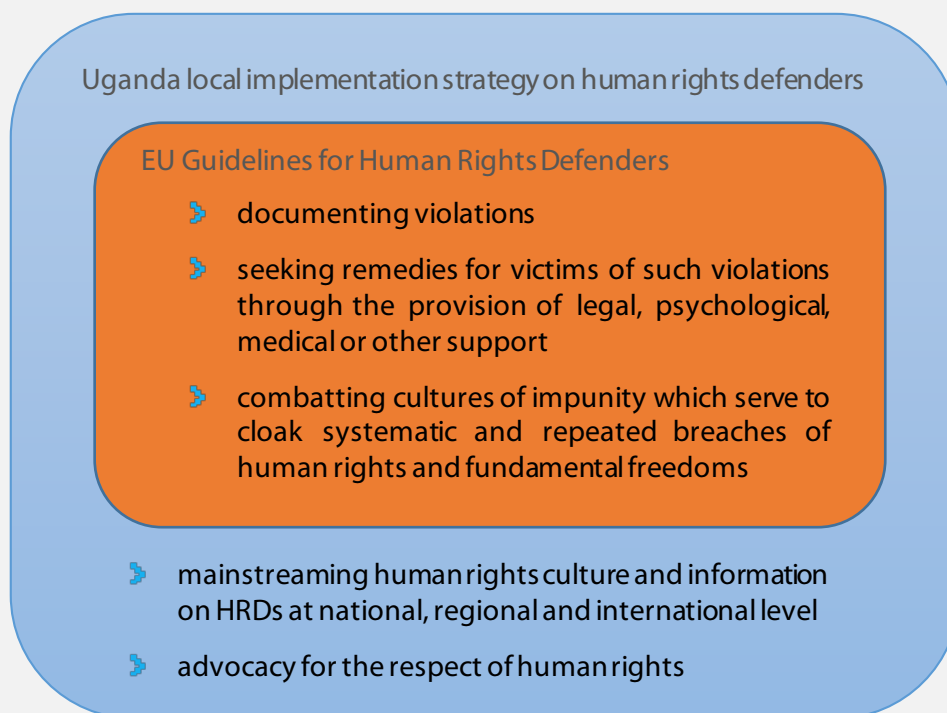 Uganda local implementation strategy on human rights defenders
EU Guidelines for Human Rights Defenders
documenting violations
seeking remedies for victims of such violations
through the provision of legal, psychological,
medical or other support
combatting cultures of impunity which serve to
cloak systematic and repeated breaches of
human rights and fundamental freedoms
mainstreaming human rights culture and information
on HRDs at national, regional and international level
advocacy for the respect of human rights